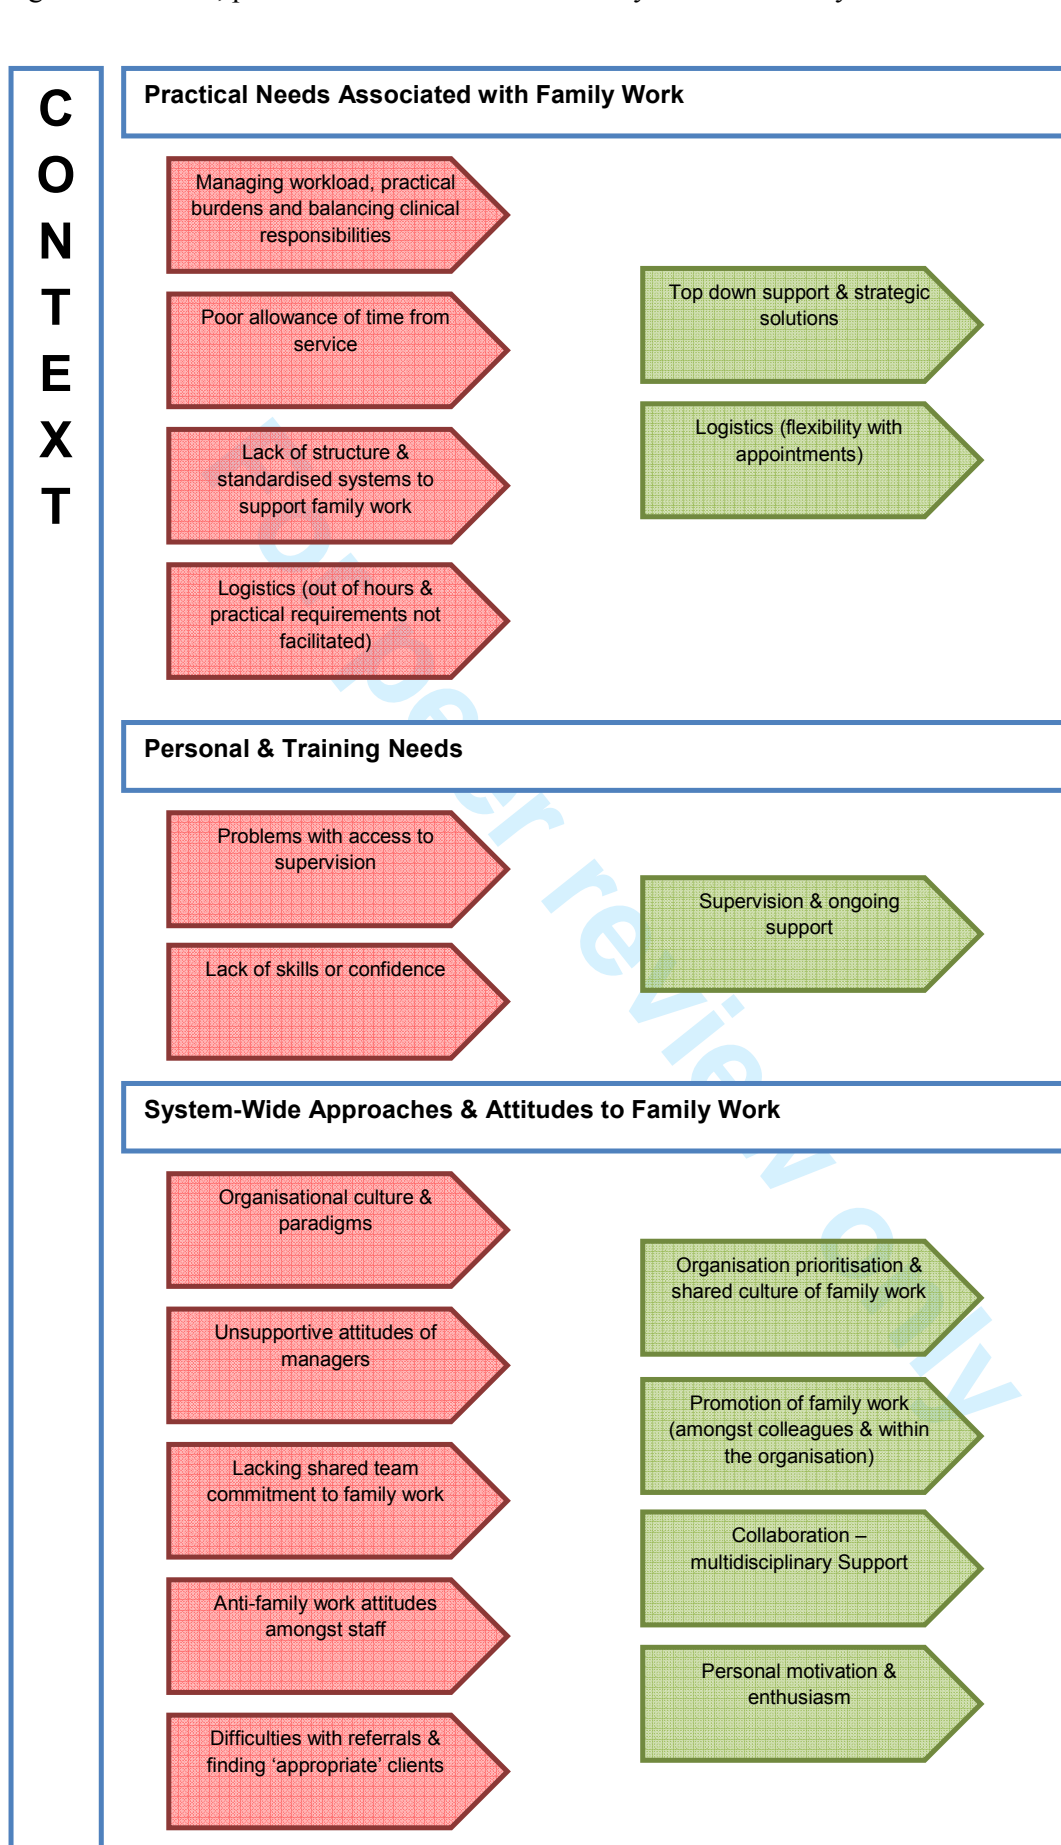 C
O
N
T
E
X
T
Practical Needs Associated with Family Work
Managing workload, practical
burdens and balancing clinical
responsibilities
Poor allowance of time from
service
Lack of structure &
standardised systems to
support family work
Logistics (out of hours &
practical requirements not
facilitated)
Top down support & strategic
solutions
Logistics (flexibility with
appointments)
Personal & Training Needs
Problems with access to
supervision
Lack of skills or confidence
Supervision & ongoing
support
System-Wide Approaches & Attitudes to Family Work
Organisational culture &
paradigms
Unsupportive attitudes of
managers
Lacking shared team
commitment to family work
Anti-family work attitudes
amongst staff
Difficulties with referrals &
finding ‘appropriate’ clients
Organisation prioritisation &
shared culture of family work
Promotion of family work
(amongst colleagues & within
the organisation)
Collaboration –
multidisciplinary Support
Personal motivation &
enthusiasm
For peer review only